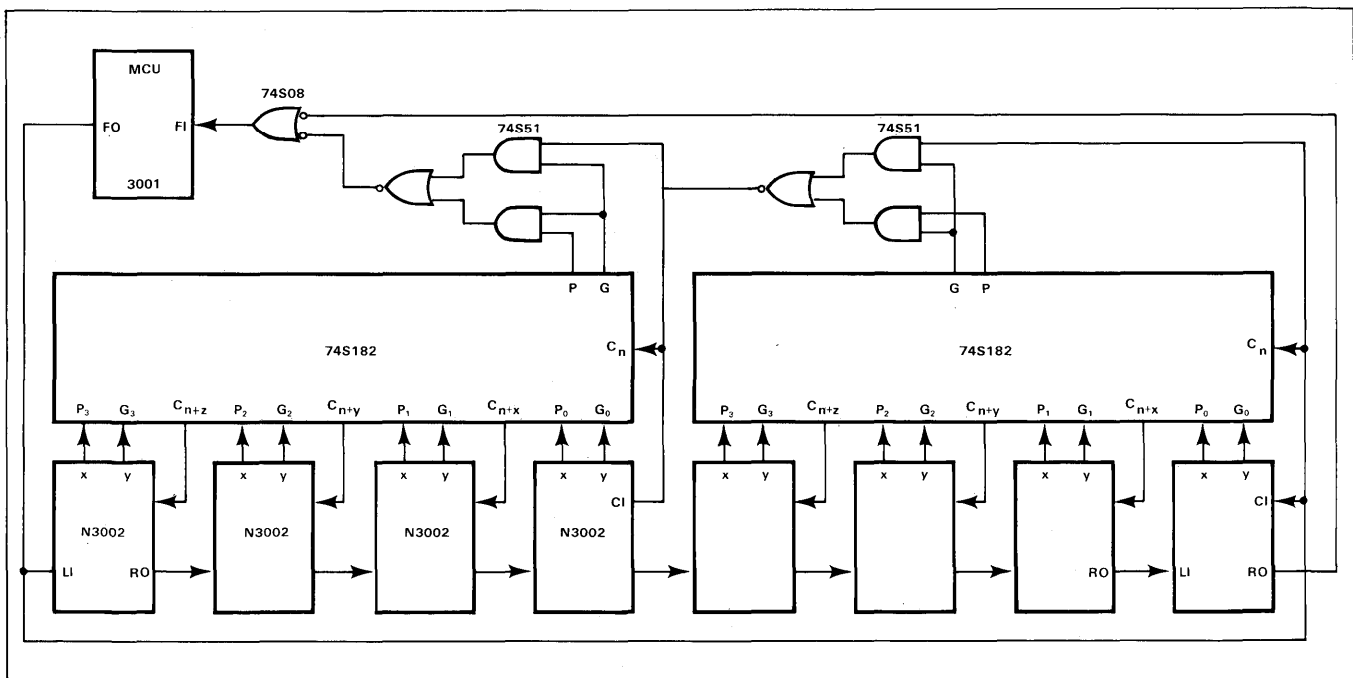 MCU
FO FI
3001
74S08
74S51
74S51
P G
74S182
Cn
P3 G3 Cn+z P2 G2 Cn+y P1 G1 Cn+x P0 G0
G P
74S182
Cn
P3 G3 Cn+z P2 G2 Cn+y P1 G1 Cn+x P0 G0
x y
N3002
LI RO
x y
N3002
x y
N3002
x y
CI
N3002
x y
x y
x y
RO
x y
CI
LI RO